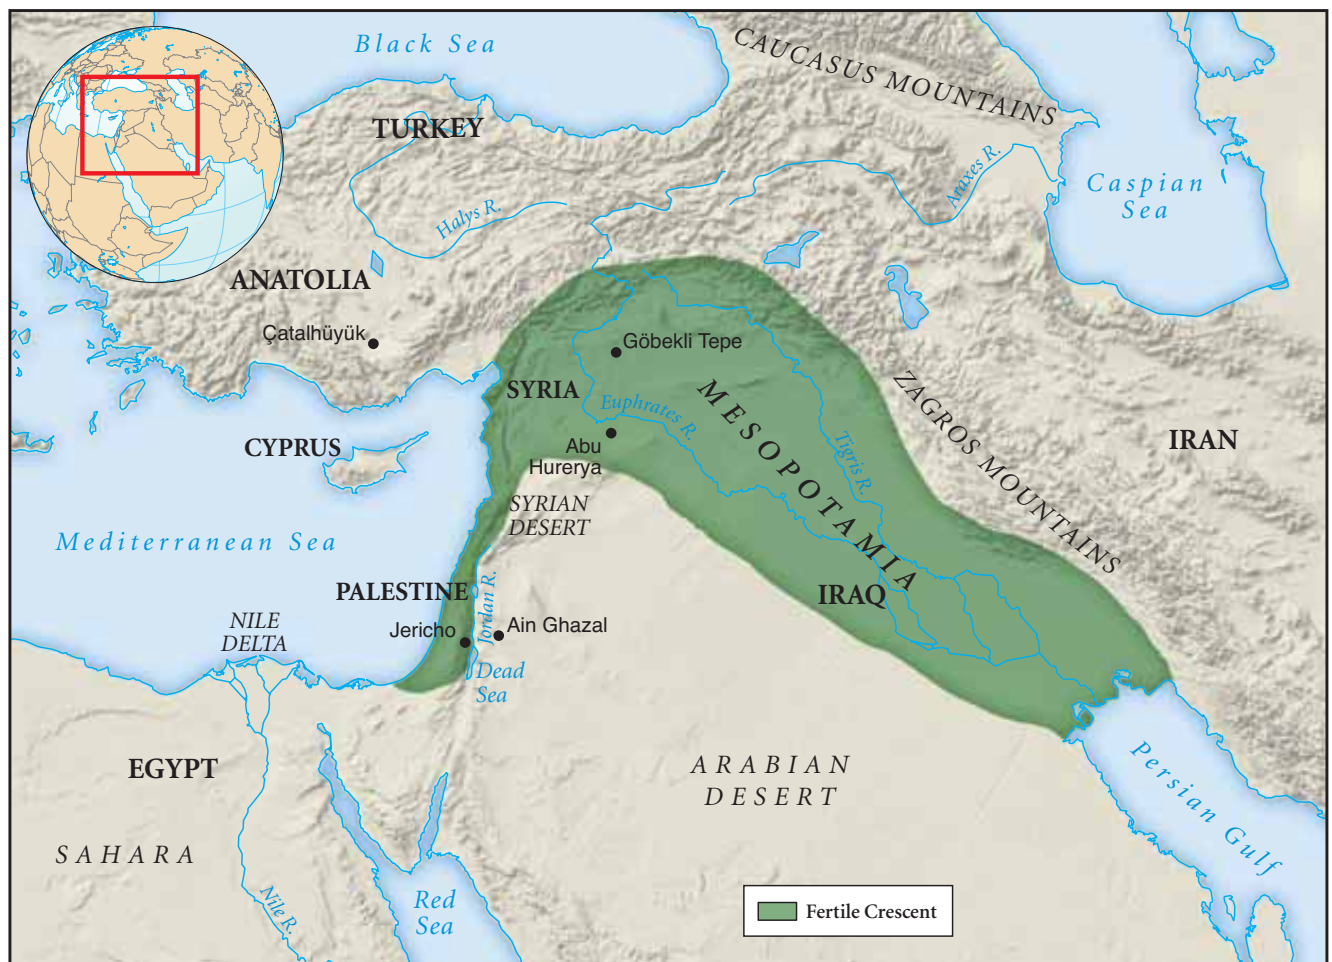 Black Sea
CAUCASUS MOUNTAINS
TURKEY
Araxes R.
Caspian
Sea
Halys R.
ANATOLIA
Çatalhüyük
Göbekli Tepe
SYRIA
MESOPOTAMIA
ZAGROS MOUNTAINS
Euphrates R.
Tigris R.
IRAN
CYPRUS
Abu
Hurerya
SYRIAN
DESERT
Mediterranean Sea
PALESTINE
IRAQ
Jordan R.
NILE
DELTA
Jericho
Ain Ghazal
Dead
Sea
EGYPT
ARABIAN
DESERT
Persian Gulf
SAHARA
Nile R.
Red
Sea
Fertile Crescent